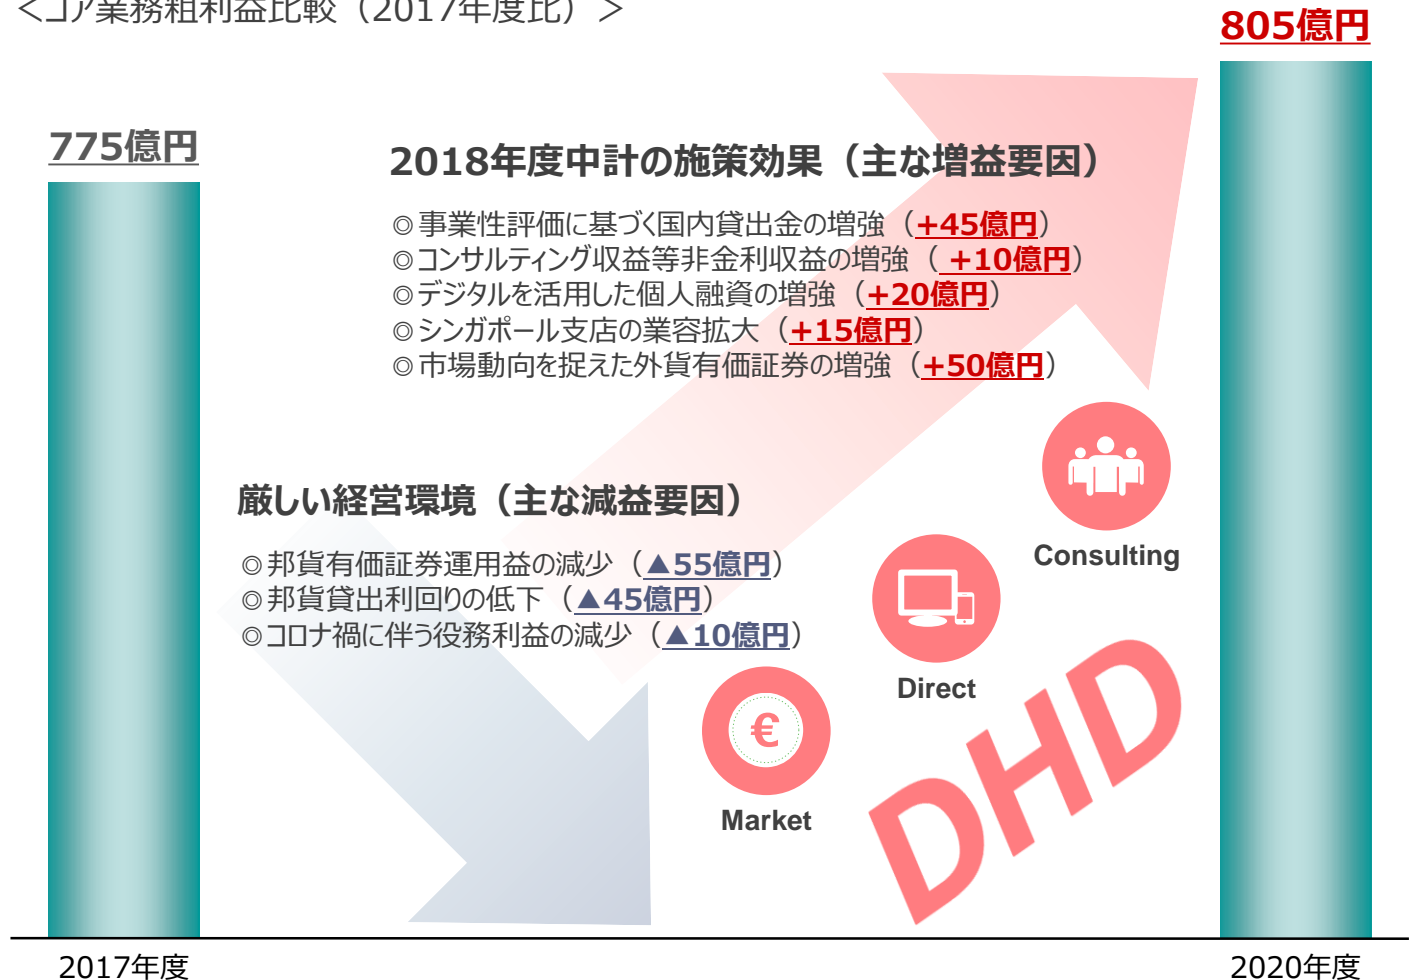 ＜コア業務粗利益比較（2017年度比）＞
805億円
775億円
2018年度中計の施策効果（主な増益要因）
◎事業性評価に基づく国内貸出金の増強（+45億円）
◎コンサルティング収益等非金利収益の増強（ +10億円）
◎デジタルを活用した個人融資の増強（+20億円）
◎シンガポール支店の業容拡大（+15億円）
◎市場動向を捉えた外貨有価証券の増強（+50億円）
厳しい経営環境（主な減益要因）
◎邦貨有価証券運用益の減少（▲55億円）
◎邦貨貸出利回りの低下（▲45億円）
◎コロナ禍に伴う役務利益の減少（▲10億円）
Consulting
Direct
€
Market
DHD
2017年度
2020年度